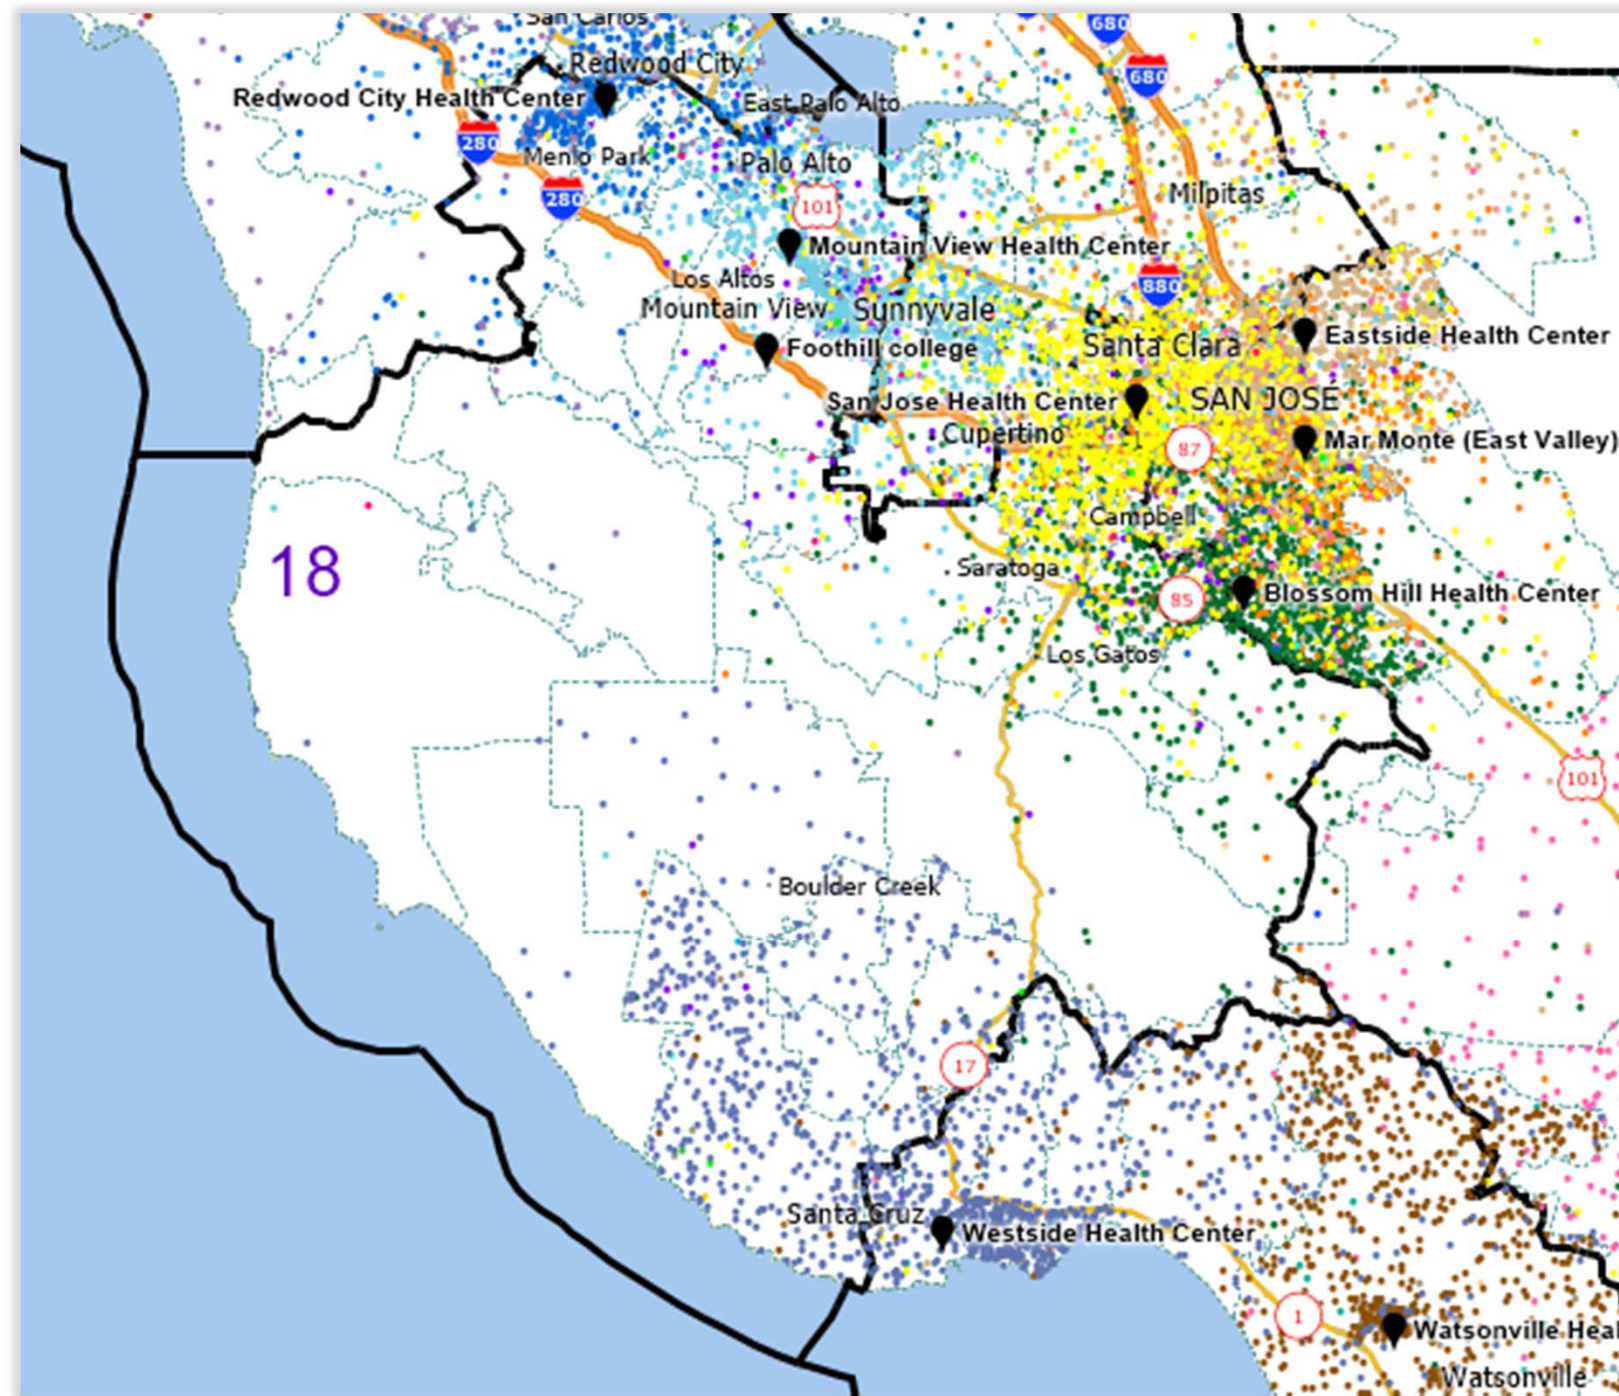 San Carlos
680
Redwood City
680
Redwood City Health Center
East Palo Alto
280
Menlo Park
Palo Alto
280
101
Milpitas
Mountain View Health Center
Los Altos
880
Mountain View
Sunnyvale
Eastside Health Center
Santa Clara
Foothill college
San Jose Health Center
SAN JOSÉ
Cupertino
87
Mar Monte (East Valley)
Campbell
18
Saratoga
85
Blossom Hill Health Center
Los Gatos
101
Boulder Creek
17
Santa Cruz
Westside Health Center
1
Watsonville Heal
Watsonville